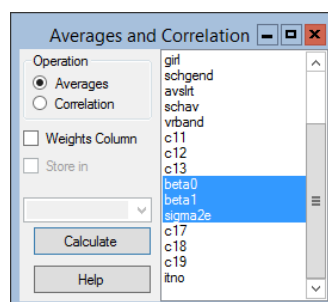 Averages and Correlation
Operation
Averages
Correlation
Weights Column
Store in
Calculate
Help
girl
schgend
avslrt
schav
vrband
c11
c12
c13
beta0
beta1
sigma2e
c17
c18
c19
itno